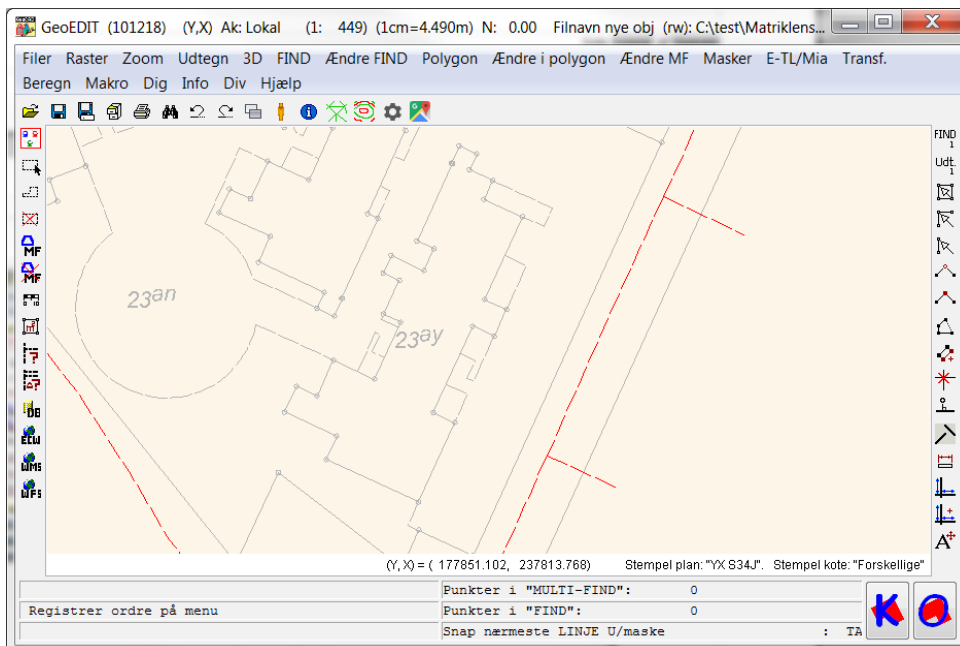 GeoEDIT (101218) (Y,X) Ak: Lokal (1: 449) (1cm=4.490m) N: 0.00 Filnavn nye obj (rw): C:\test\Matriklens...
Filer Raster Zoom Udtegn 3D FIND Ændre FIND Polygon Ændre i polygon Ændre MF Masker E-TL/Mia Transf.
Beregn Makro Dig Info Div Hjælp
FIND
1
Udt.
1
MF
MF
23an
23ay
DB
ECW
WMS
WFS
(Y, X) = ( 177851.102, 237813.768) Stempel plan: "YX S34J". Stempel kote: "Forskellige"
Punkter i "MULTI-FIND": 0
Registrer ordre på menu Punkter i "FIND": 0
Snap nærmeste LINJE U/maske : TA
K O